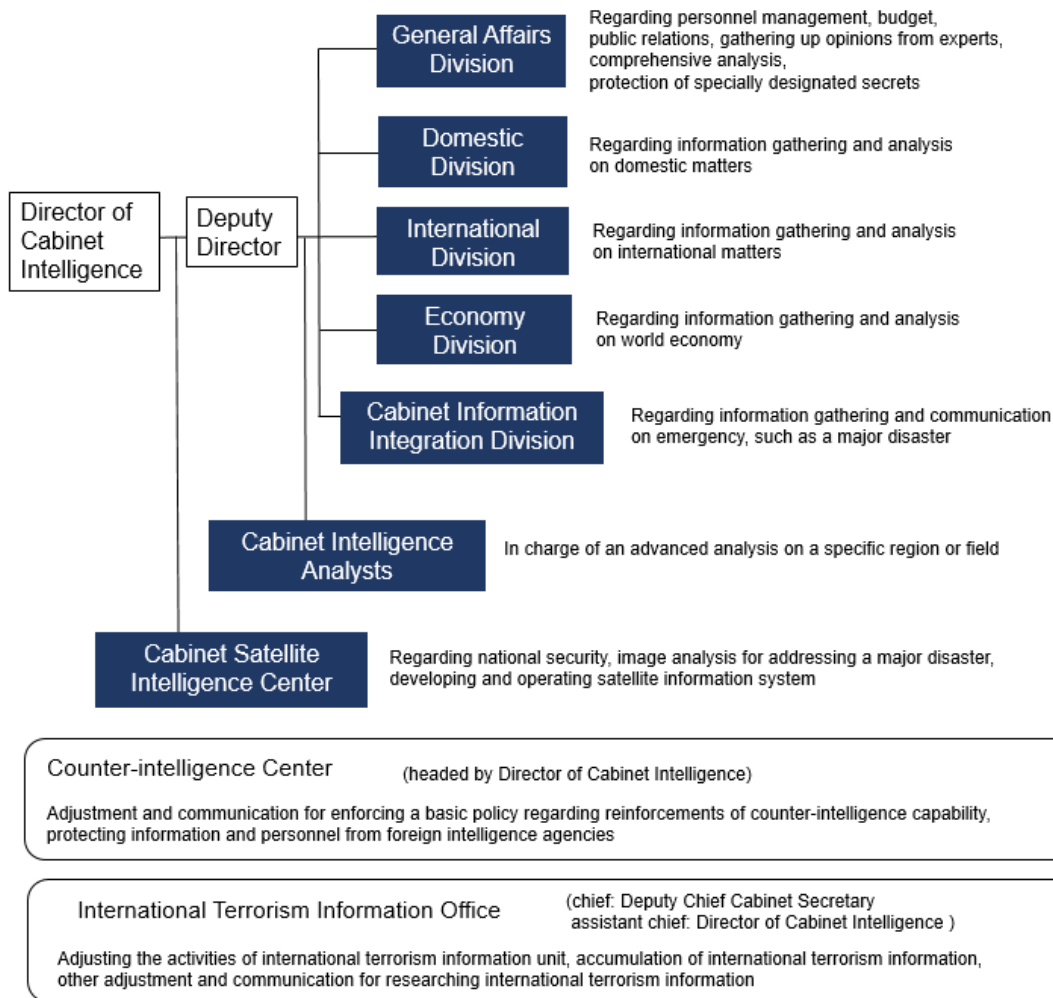 General Affairs
Division
Regarding personnel management, budget,
public relations, gathering up opinions from experts,
comprehensive analysis,
protection of specially designated secrets
Domestic
Division
Regarding information gathering and analysis
on domestic matters
Director of
Cabinet
Intelligence
Deputy
Director
International
Division
Regarding information gathering and analysis
on international matters
Economy
Division
Regarding information gathering and analysis
on world economy
Cabinet Information
Integration Division
Regarding information gathering and communication
on emergency, such as a major disaster
Cabinet Intelligence
Analysts
In charge of an advanced analysis on a specific region or field
Cabinet Satellite
Intelligence Center
Regarding national security, image analysis for addressing a major disaster,
developing and operating satellite information system
Counter-intelligence Center
(headed by Director of Cabinet Intelligence)
Adjustment and communication for enforcing a basic policy regarding reinforcements of counter-intelligence capability,
protecting information and personnel from foreign intelligence agencies
International Terrorism Information Office
(chief: Deputy Chief Cabinet Secretary
assistant chief: Director of Cabinet Intelligence )
Adjusting the activities of international terrorism information unit, accumulation of international terrorism information,
other adjustment and communication for researching international terrorism information